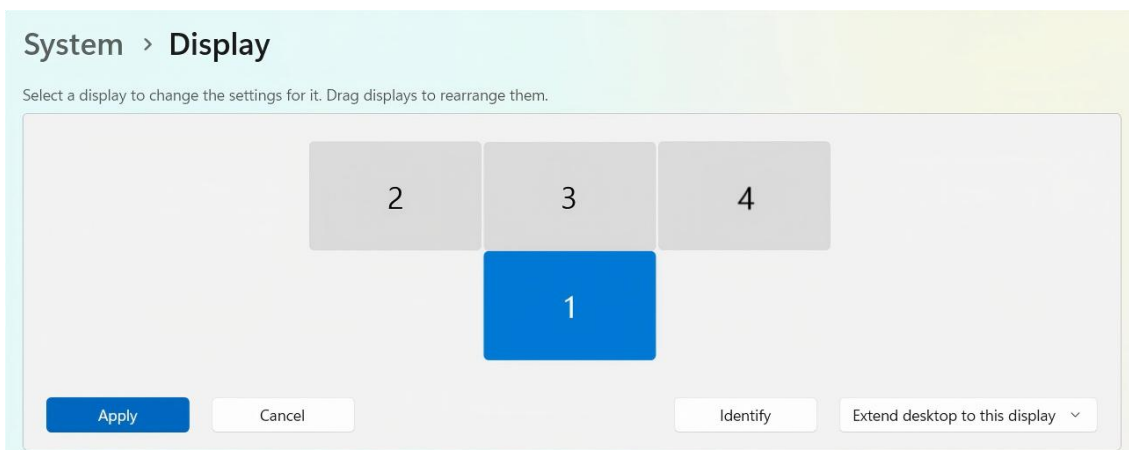 System > Display
Select a display to change the settings for it. Drag displays to rearrange them.
2 3 4
1
Apply Cancel Identify Extend desktop to this display